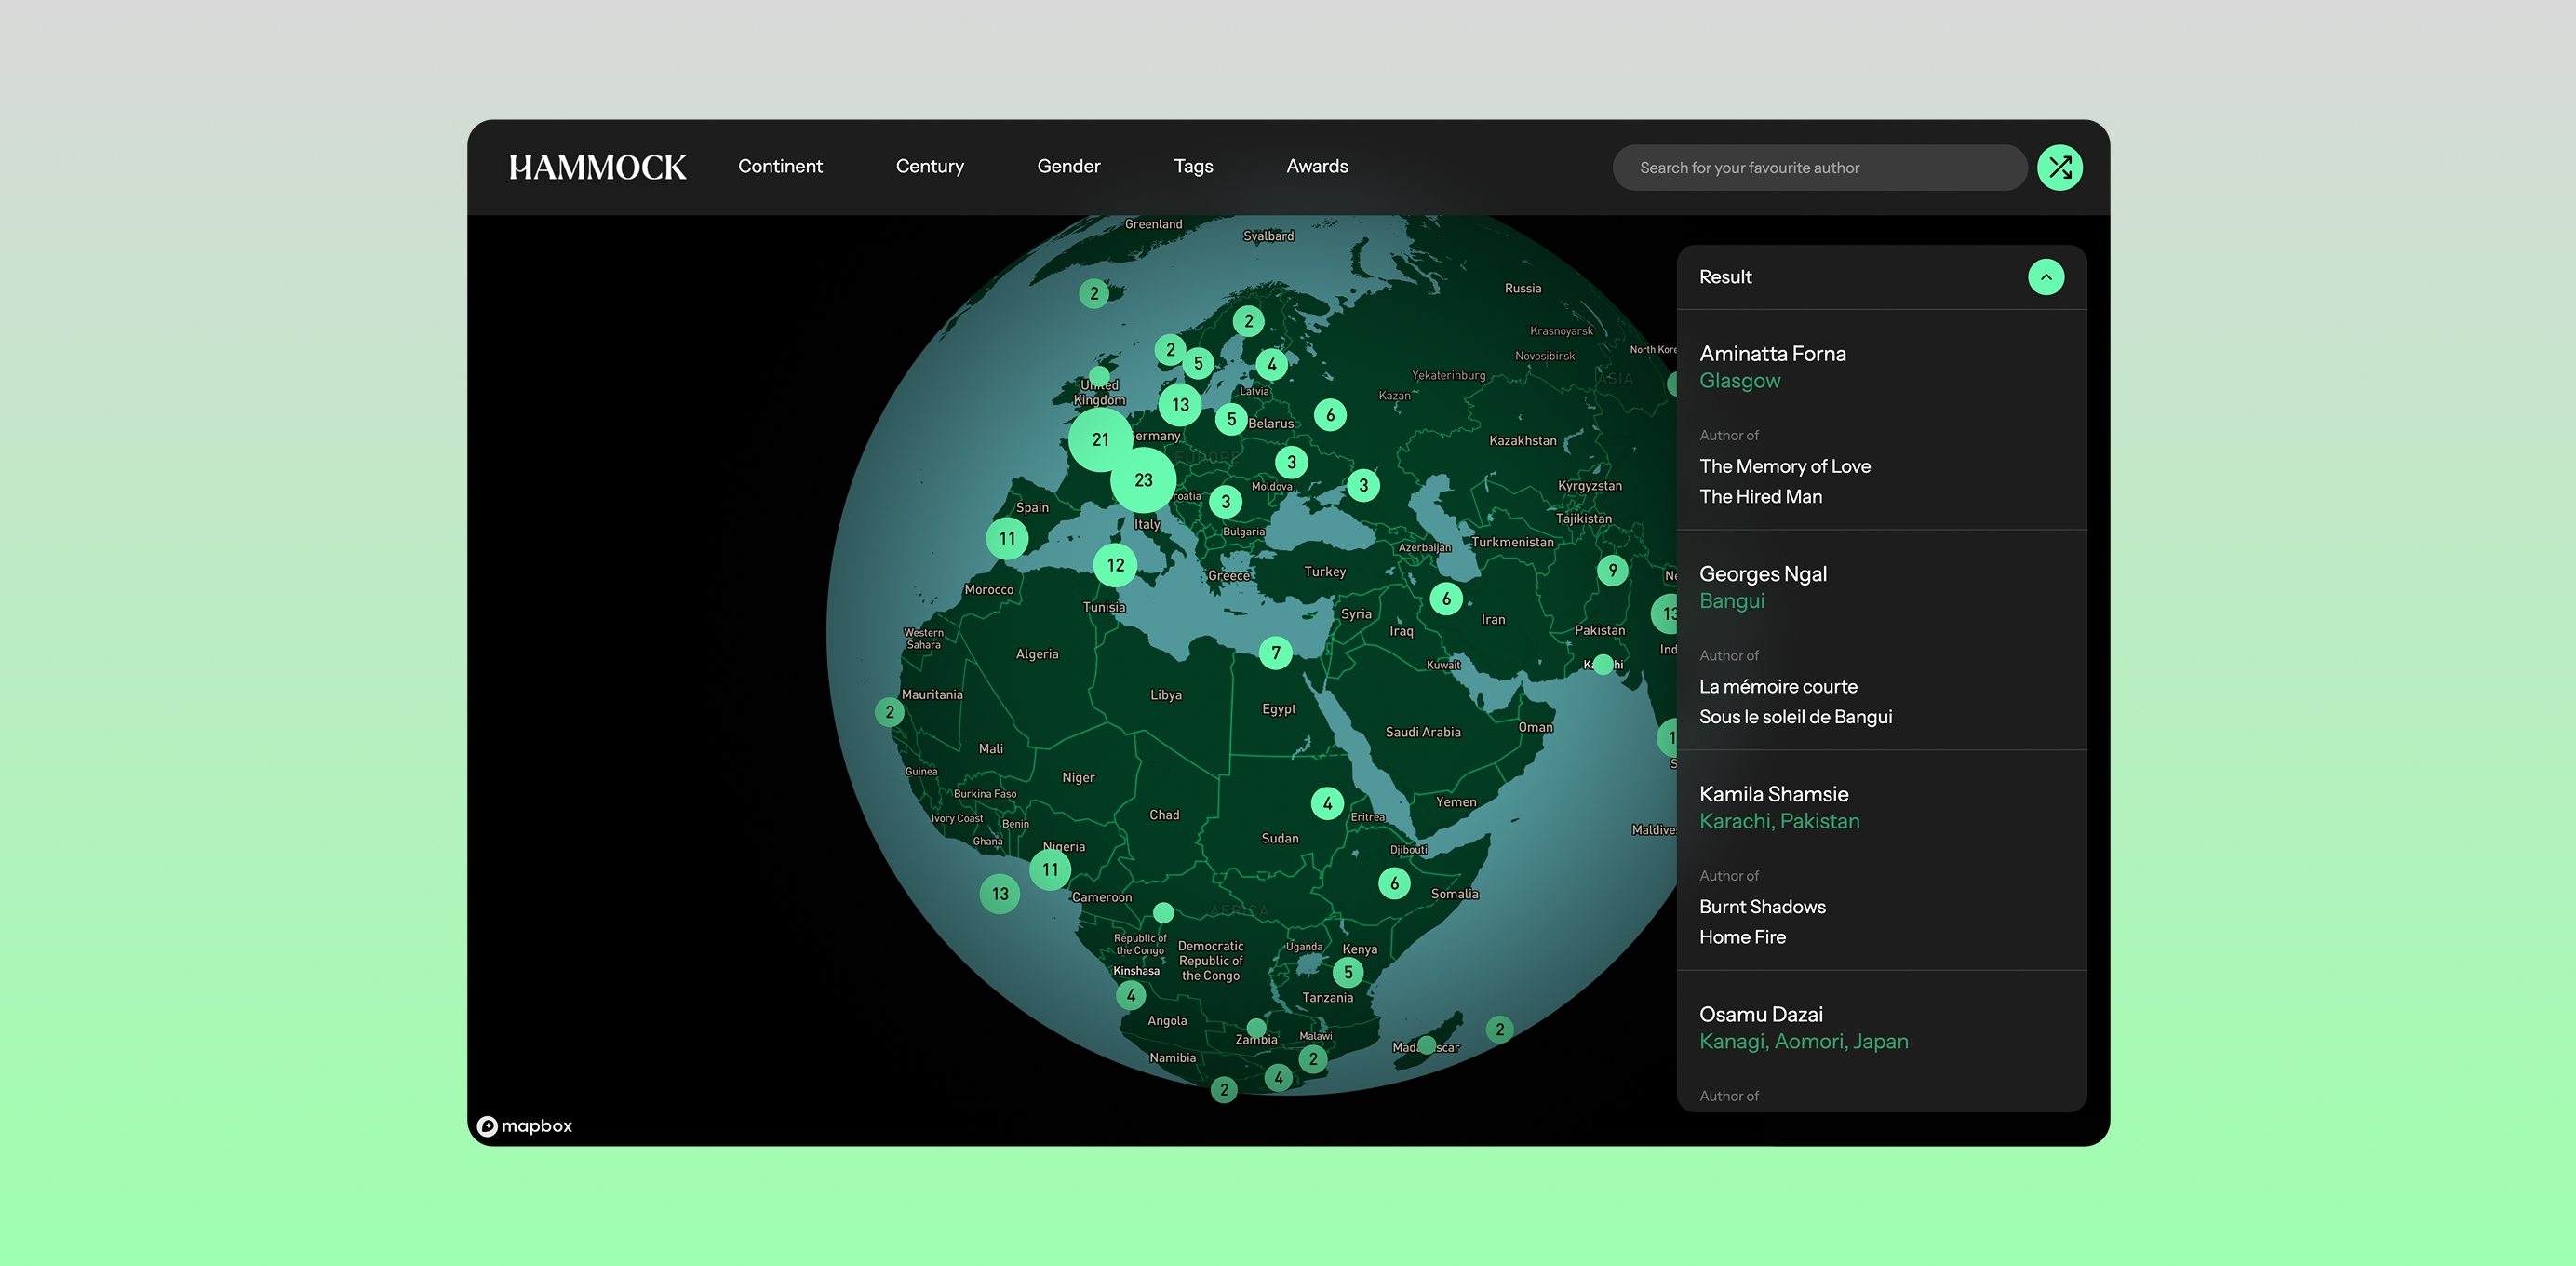 HAMMOCK
Continent
Century
Gender
Tags
Awards
Search for your favourite author
Greenland
Svalbard
Russia
2
Krasnoyarsk
2
North Kore
2
Novosibirsk
5
4
Yekaterinburg
ASIA
United
Kingdom
Latvia
Kazan
13
5
6
Belarus
21
Germany
Kazakhstan
EUROPE
3
23
Moldova
3
Kyrgyzstan
roatia
3
Spain
Italy
Tajikistan
Bulgaria
11
Azerbaijan
Turkmenistan
12
Greece
Turkey
9
Ne
Morocco
6
Tunisia
Syria
13
Iran
Western
Sahara
Iraq
Pakistan
Algeria
7
Ind
Kuwait
Mauritania
Libya
2
Egypt
Saudi Arabia
Oman
1
Mali
S
Guinea
Niger
Burkina Faso
4
Yemen
Ivory Coast
Benin
Chad
Eritrea
Maldives
Ghana
Nigeria
Sudan
Djibouti
11
13
6
Cameroon
Somalia
AFRICA
Republic of
the Congo
Democratic
Republic of
the Congo
Uganda
Kenya
Kinshasa
5
4
Tanzania
Angola
2
Zambia
Malawi
Namibia
2
4
2
mapbox
Result
Aminatta Forna
Glasgow
Author of
The Memory of Love
The Hired Man
Georges Ngal
Bangui
Author of
La mémoire courte
Sous le soleil de Bangui
Kamila Shamsie
Karachi, Pakistan
Author of
Burnt Shadows
Home Fire
Osamu Dazai
Kanagi, Aomori, Japan
Author of